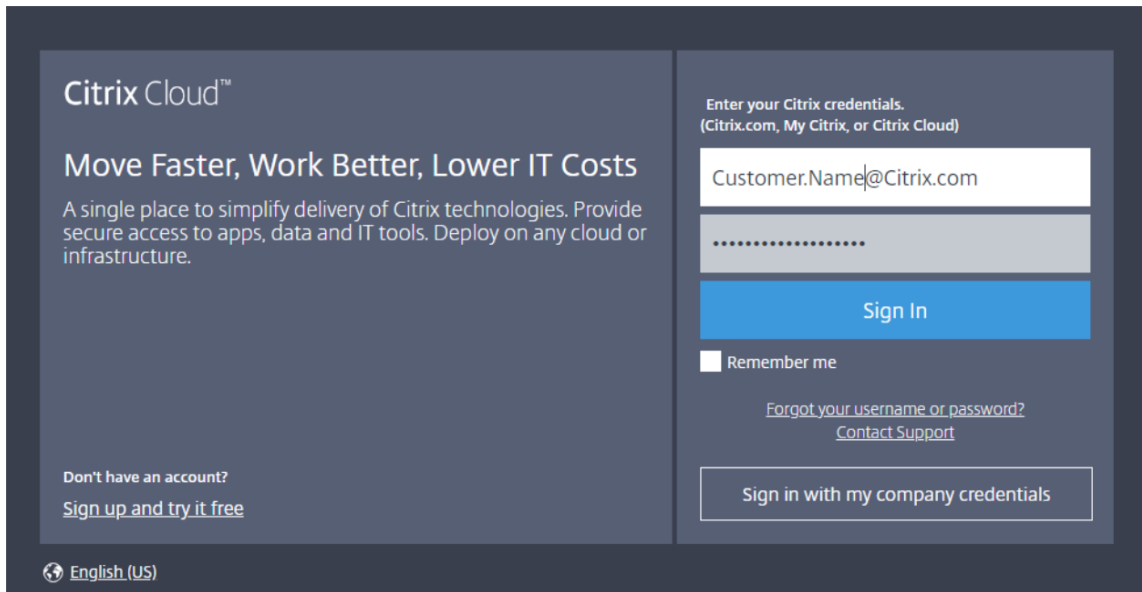 Citrix Cloud™
Move Faster, Work Better, Lower IT Costs
A single place to simplify delivery of Citrix technologies. Provide
secure access to apps, data and IT tools. Deploy on any cloud or
infrastructure.
Don't have an account?
Sign up and try it free
Enter your Citrix credentials.
(Citrix.com, My Citrix, or Citrix Cloud)
Customer.Name@Citrix.com
•••••••••••••••••••
Sign In
Remember me
Forgot your username or password?
Contact Support
Sign in with my company credentials
English (US)